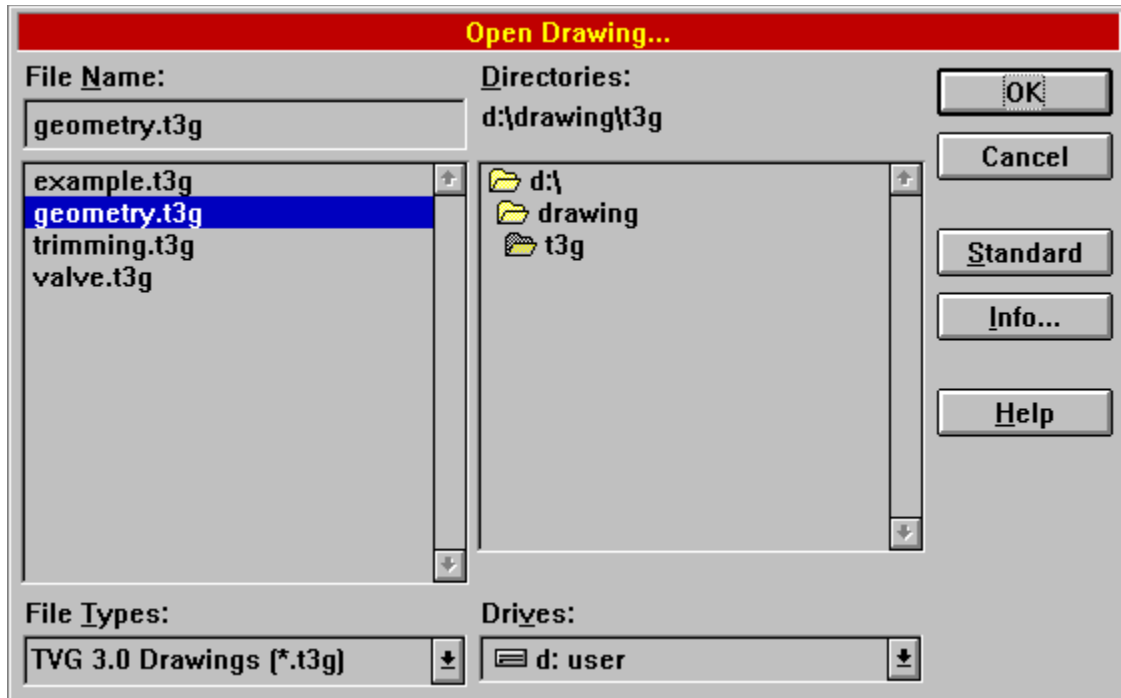 Open Drawing...
File Name:
geometry.t3g
example.t3g
geometry.t3g
trimming.t3g
valve.t3g
File Types:
TVG 3.0 Drawings (*.t3g)
Directories:
d:\drawing\t3g
d:\
drawing
t3g
Drives:
d: user
OK
Cancel
Standard
Info...
Help